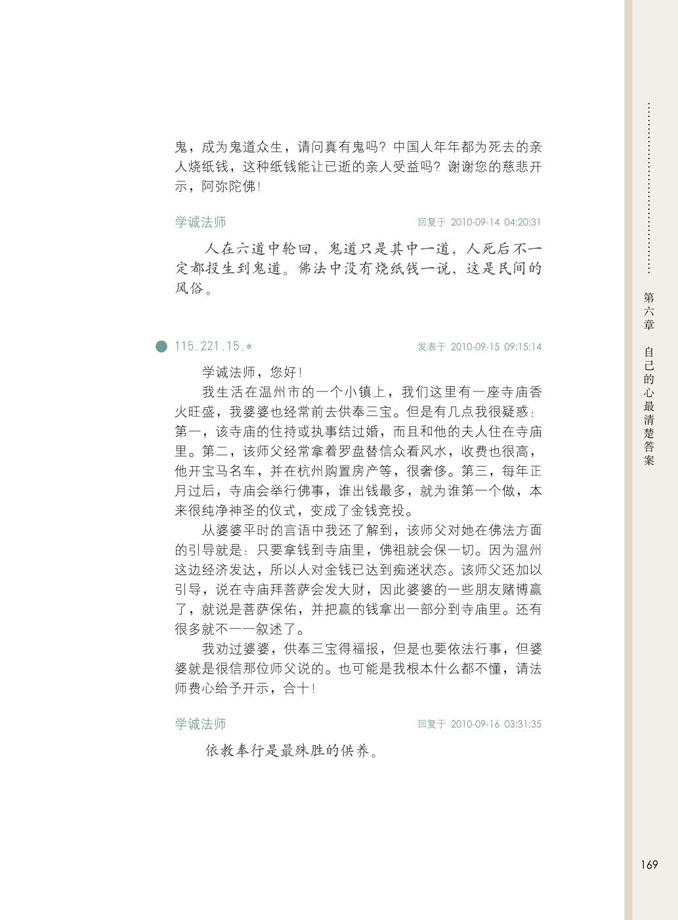 鬼，成为鬼道众生，请问真有鬼吗？中国人年年都为死去的亲
人烧纸钱，这种纸钱能让已逝的亲人受益吗？谢谢您的慈悲开
示，阿弥陀佛！
学诚法师 回复于 2010-09-14 04:20:31
人在六道中轮回，鬼道只是其中一道，人死后不一
定都投生到鬼道。佛法中没有烧纸钱一说，这是民间的
风俗。
115.221.15.* 发表于 2010-09-15 09:15:14
学诚法师，您好！
我生活在温州市的一个小镇上，我们这里有一座寺庙香
火旺盛，我婆婆也经常前去供奉三宝。但是有几点我很疑惑：
第一，该寺庙的住持或执事结过婚，而且和他的夫人住在寺庙
里。第二，该师父经常拿着罗盘替信众看风水，收费也很高，
他开宝马名车，并在杭州购置房产等，很奢侈。第三，每年正
月过后，寺庙会举行佛事，谁出钱最多，就为谁第一个做，本
来很纯净神圣的仪式，变成了金钱竞投。
从婆婆平时的言语中我还了解到，该师父对她在佛法方面
的引导就是：只要拿钱到寺庙里，佛祖就会保一切。因为温州
这边经济发达，所以人对金钱已达到痴迷状态。该师父还加以
引导，说在寺庙拜菩萨会发大财，因此婆婆的一些朋友赌博赢
了，就说是菩萨保佑，并把赢的钱拿出一部分到寺庙里。还有
很多就不一一叙述了。
我劝过婆婆，供奉三宝得福报，但是也要依法行事，但婆
婆就是很信那位师父说的。也可能是我根本什么都不懂，请法
师费心给予开示，合十！
学诚法师 回复于 2010-09-16 03:31:35
依教奉行是最殊胜的供养。
第六章 自己的心最清楚答案
169